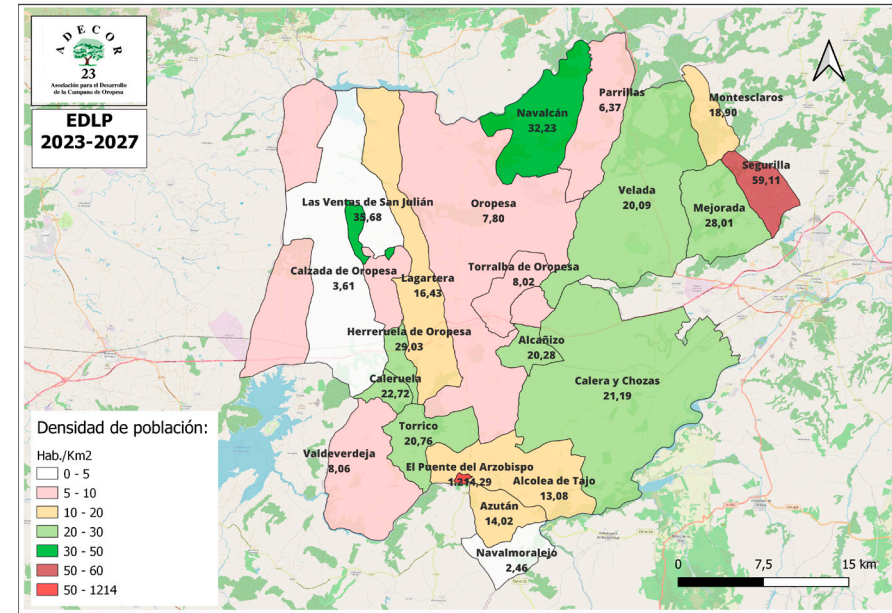 ADECOR
23
Asociación para el Desarrollo
de la Campana de Oropesa
EDLP
2023-2027
Navalcán
32,23
Parrillas
6,37
Montesclaros
18,90
Segurilla
59,11
Las Ventas de San Julián
35,68
Oropesa
7,80
Velada
20,09
Mejorada
28,01
Calzada de Oropesa
3,61
Lagartera
16,43
Torralba de Oropesa
8,02
Herreruela de Oropesa
29,03
Alcañizo
20,28
Caleruela
22,72
Calera y Chozas
21,19
Torrico
20,76
Valdeverdeja
8,06
El Puente del Arzobispo
1.214,29
Alcolea de Tajo
13,08
Azután
14,02
Navalmoralejo
2,46
Densidad de población:
Hab./Km2
0 - 5
5 - 10
10 - 20
20 - 30
30 - 50
50 - 60
50 - 1214
0 7,5 15 km